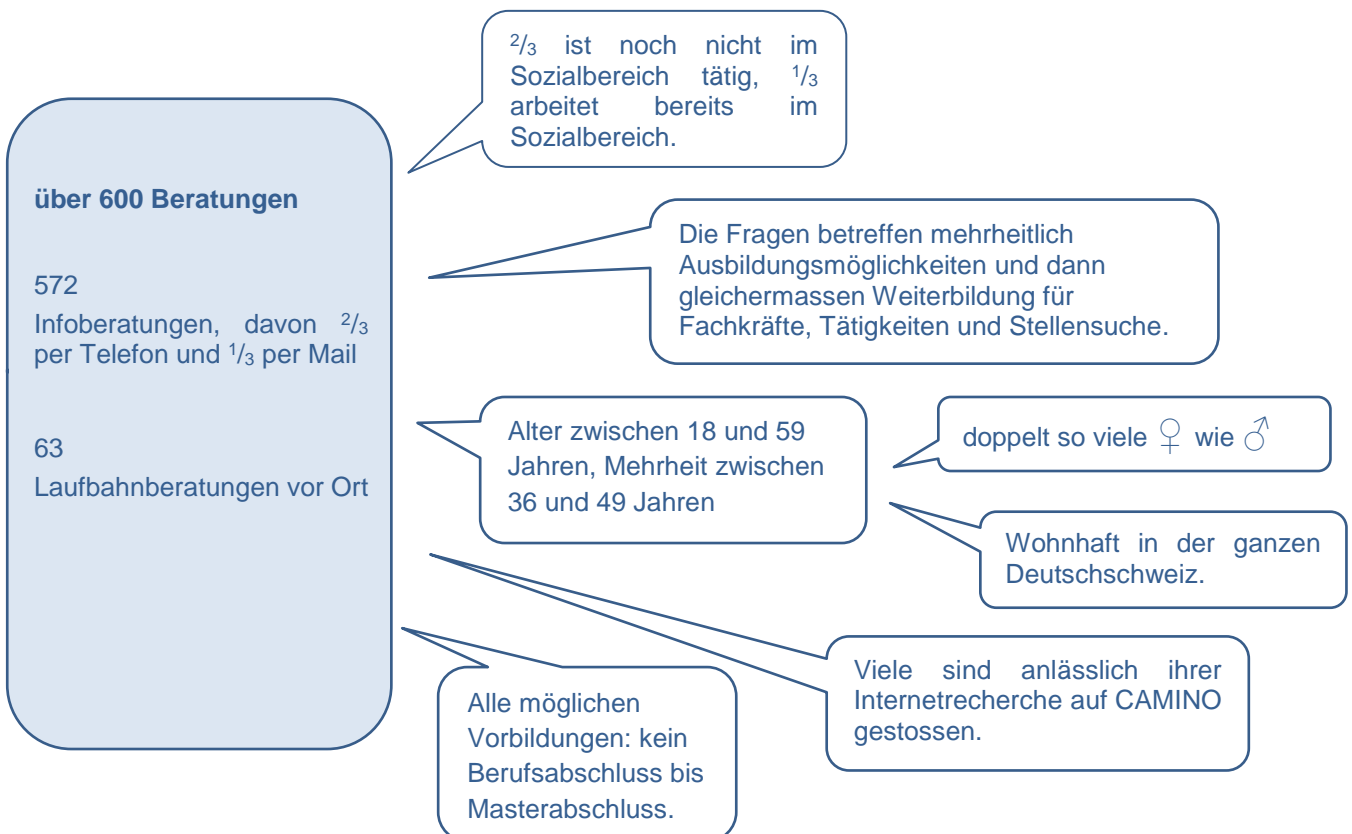 ²/₃ ist noch nicht im
Sozialbereich tätig, ¹/₃
arbeitet bereits im
Sozialbereich.
über 600 Beratungen
572
Infoberatungen, davon ²/₃
per Telefon und ¹/₃ per Mail
63
Laufbahnberatungen vor Ort
Die Fragen betreffen mehrheitlich
Ausbildungsmöglichkeiten und dann
gleichermassen Weiterbildung für
Fachkräfte, Tätigkeiten und Stellensuche.
Alter zwischen 18 und 59
Jahren, Mehrheit zwischen
36 und 49 Jahren
doppelt so viele ♀ wie ♂
Wohnhaft in der ganzen
Deutschschweiz.
Viele sind anlässlich ihrer
Internetrecherche auf CAMINO
gestossen.
Alle möglichen
Vorbildungen: kein
Berufsabschluss bis
Masterabschluss.